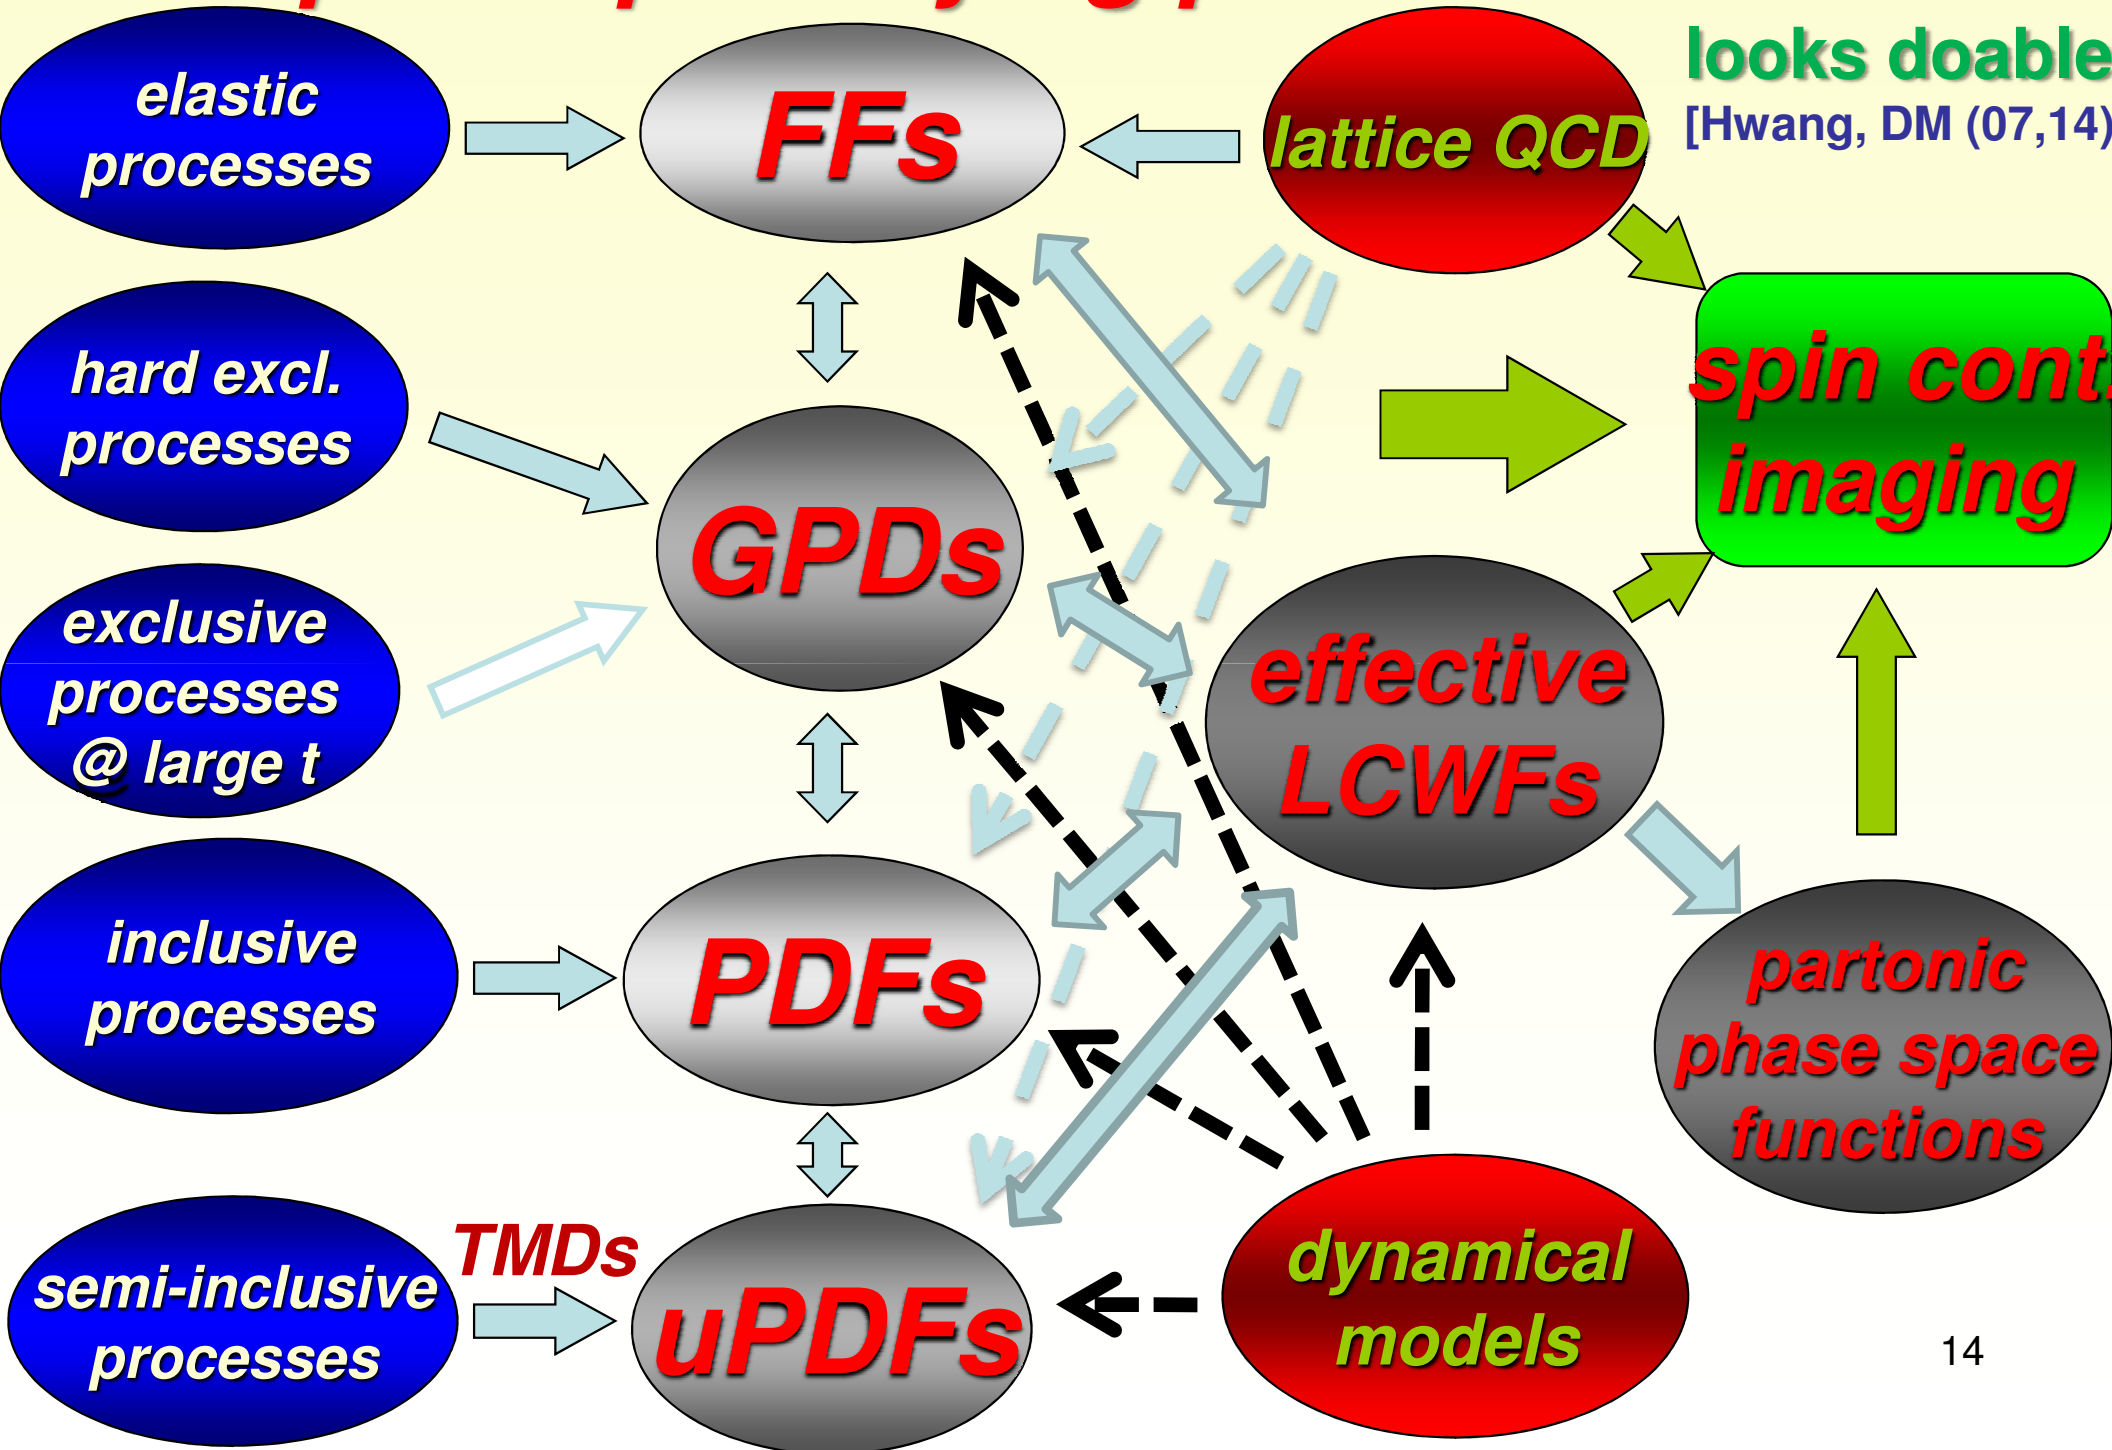 looks doable
[Hwang, DM (07,14)
elastic
processes
FFs
lattice QCD
hard excl.
processes
spin cont.
imaging
GPDs
exclusive
processes
@ large t
effective
LCWFs
inclusive
processes
PDFs
partonic
phase space
functions
TMDs
semi-inclusive
processes
uPDFs
dynamical
models
14